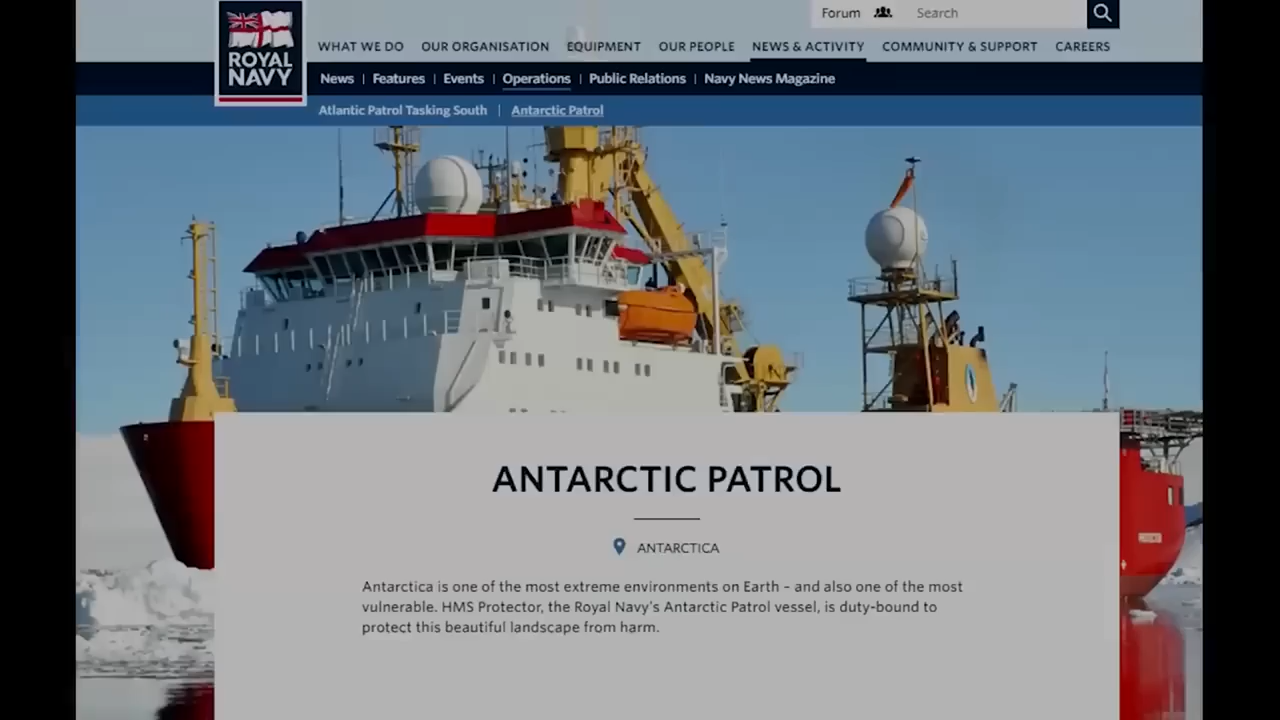 Forum Search
ROYAL
NAVY
WHAT WE DO OUR ORGANISATION EQUIPMENT OUR PEOPLE NEWS & ACTIVITY COMMUNITY & SUPPORT CAREERS
News | Features | Events | Operations | Public Relations | Navy News Magazine
Atlantic Patrol Tasking South | Antarctic Patrol
ANTARCTIC PATROL
ANTARCTICA
Antarctica is one of the most extreme environments on Earth – and also one of the most
vulnerable. HMS Protector, the Royal Navy's Antarctic Patrol vessel, is duty-bound to
protect this beautiful landscape from harm.